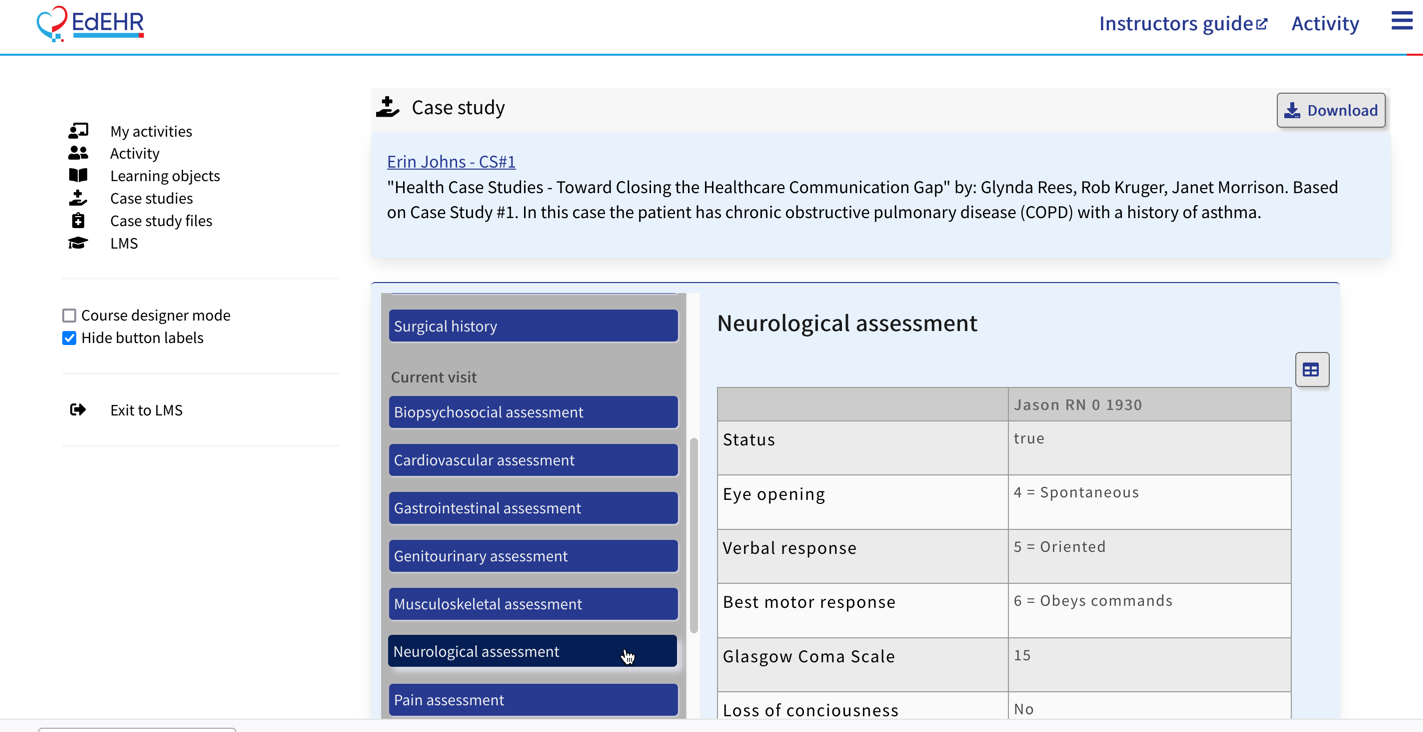 EdEHR
Instructors guide
Activity
My activities
Activity
Learning objects
Case studies
Case study files
LMS
Course designer mode
Hide button labels
Exit to LMS
Case study
Download
Erin Johns - CS#1
"Health Case Studies - Toward Closing the Healthcare Communication Gap" by: Glynda Rees, Rob Kruger, Janet Morrison. Based
on Case Study #1. In this case the patient has chronic obstructive pulmonary disease (COPD) with a history of asthma.
Surgical history
Current visit
Biopsychosocial assessment
Cardiovascular assessment
Gastrointestinal assessment
Genitourinary assessment
Musculoskeletal assessment
Neurological assessment
Pain assessment
Neurological assessment
Jason RN 0 1930
Status true
Eye opening 4 = Spontaneous
Verbal response 5 = Oriented
Best motor response 6 = Obeys commands
Glasgow Coma Scale 15
Loss of conciousness No